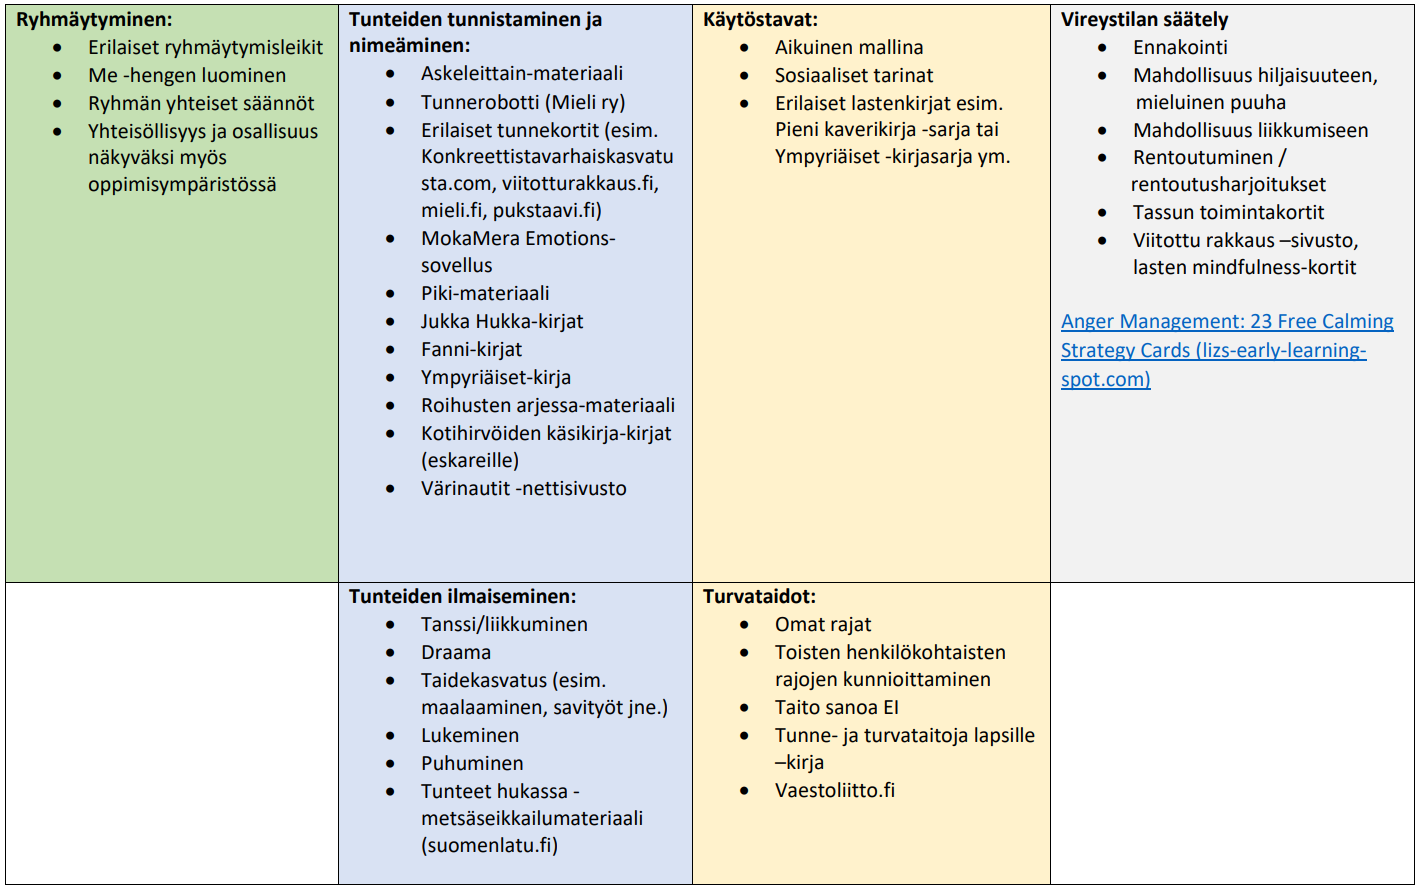 Ryhmäytyminen:
• Erilaiset ryhmäytymisleikit
• Me -hengen luominen
• Ryhmän yhteiset säännöt
• Yhteisöllisyys ja osallisuus
näkyväksi myös
oppimisympäristössä
Tunteiden tunnistaminen ja
nimeäminen:
• Askeleittain-materiaali
• Tunnerobotti (Mieli ry)
• Erilaiset tunnekortit (esim.
Konkreettistavarhaiskasvatu
sta.com, viitotturakkaus.fi,
mieli.fi, pukstaavi.fi)
• MokaMera Emotions-
sovellus
• Piki-materiaali
• Jukka Hukka-kirjat
• Fanni-kirjat
• Ympyriäiset-kirja
• Roihusten arjessa-materiaali
• Kotihirvöiden käsikirja-kirjat
(eskareille)
• Värinautit -nettisivusto
Käytöstavat:
• Aikuinen mallina
• Sosiaaliset tarinat
• Erilaiset lastenkirjat esim.
Pieni kaverikirja -sarja tai
Ympyriäiset -kirjasarja ym.
Vireystilan säätely
• Ennakointi
• Mahdollisuus hiljaisuuteen,
mieluinen puuha
• Mahdollisuus liikkumiseen
• Rentoutuminen /
rentoutusharjoitukset
• Tassun toimintakortit
• Viitottu rakkaus –sivusto,
lasten mindfulness-kortit
Anger Management: 23 Free Calming
Strategy Cards (lizs-early-learning-
spot.com)
Tunteiden ilmaiseminen:
• Tanssi/liikkuminen
• Draama
• Taidekasvatus (esim.
maalaaminen, savityöt jne.)
• Lukeminen
• Puhuminen
• Tunteet hukassa -
metsäseikkailumateriaali
(suomenlatu.fi)
Turvataidot:
• Omat rajat
• Toisten henkilökohtaisten
rajojen kunnioittaminen
• Taito sanoa EI
• Tunne- ja turvataitoja lapsille
–kirja
• Vaestoliitto.fi